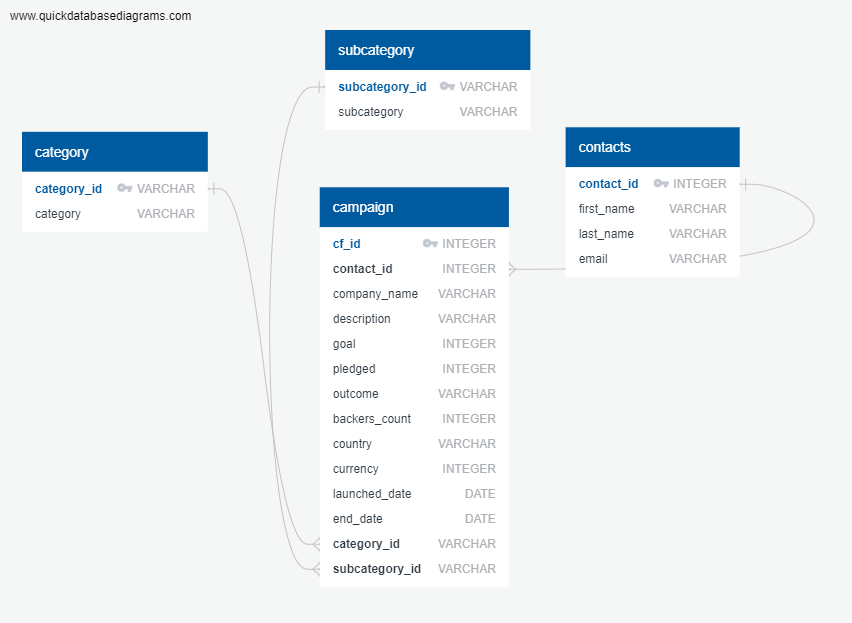 www.quickdatabasediagrams.com
subcategory
subcategory_id VARCHAR
subcategory VARCHAR
category
category_id VARCHAR
category VARCHAR
contacts
contact_id INTEGER
first_name VARCHAR
last_name VARCHAR
email VARCHAR
campaign
cf_id INTEGER
contact_id INTEGER
company_name VARCHAR
description VARCHAR
goal INTEGER
pledged INTEGER
outcome VARCHAR
backers_count INTEGER
country VARCHAR
currency INTEGER
launched_date DATE
end_date DATE
category_id VARCHAR
subcategory_id VARCHAR